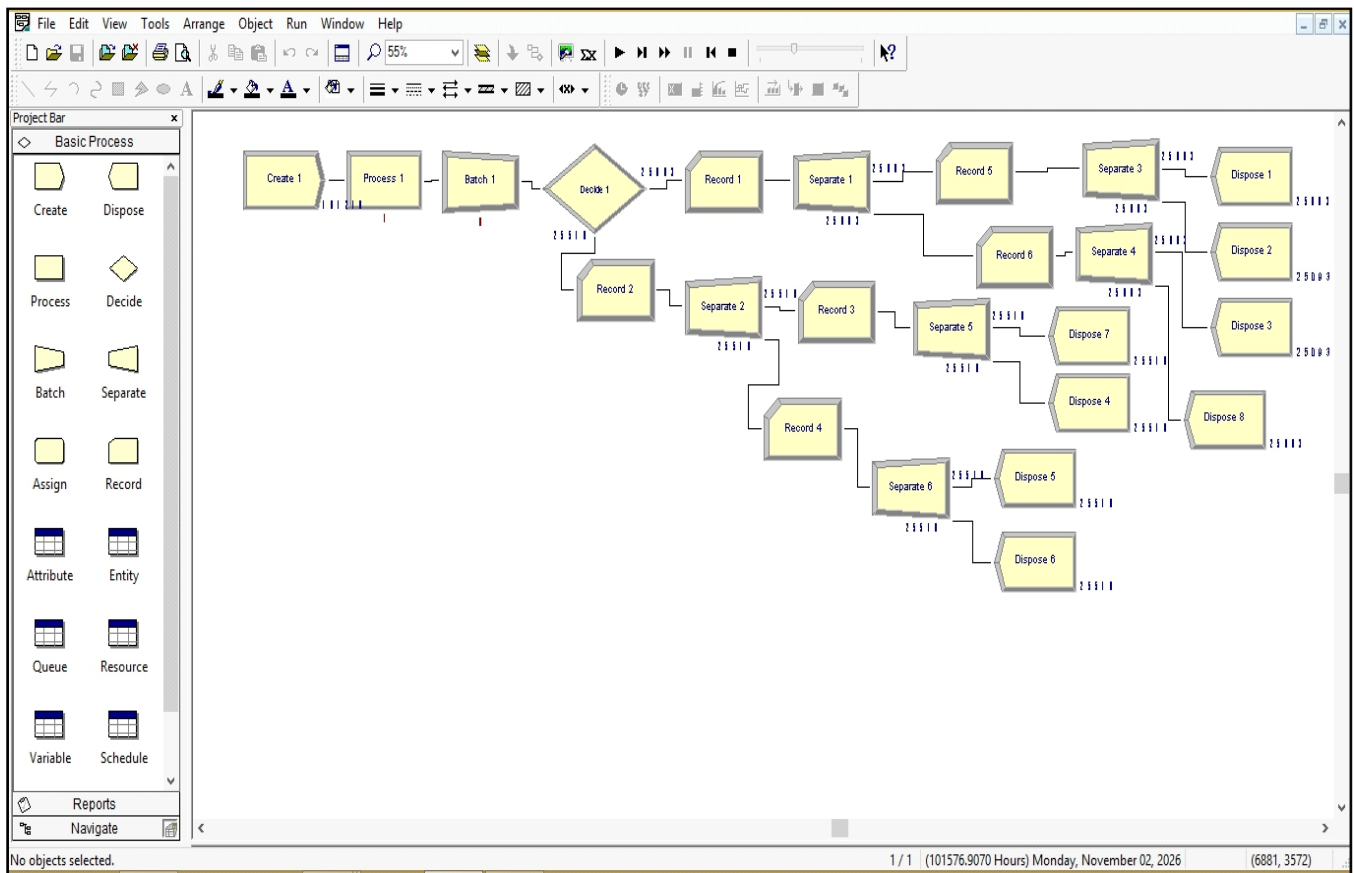 File Edit View Tools Arrange Object Run Window Help
55%
Project Bar
Basic Process
Create Dispose
Process Decide
Batch Separate
Assign Record
Attribute Entity
Queue Resource
Variable Schedule
Reports
Navigate
Create 1
Process 1
Batch 1
Decide 1
Record 1
Separate 1
Record 5
Separate 3
Dispose 1
Dispose 2
Record 6
Separate 4
Dispose 3
Record 2
Separate 2
Record 3
Separate 5
Dispose 7
Dispose 4
Dispose 8
Record 4
Separate 6
Dispose 5
Dispose 6
No objects selected.
1 / 1 (101576.9070 Hours) Monday, November 02, 2026 (6881, 3572)